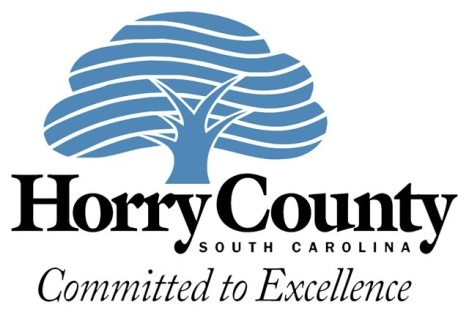 Horry County
SOUTH CAROLINA
Committed to Excellence